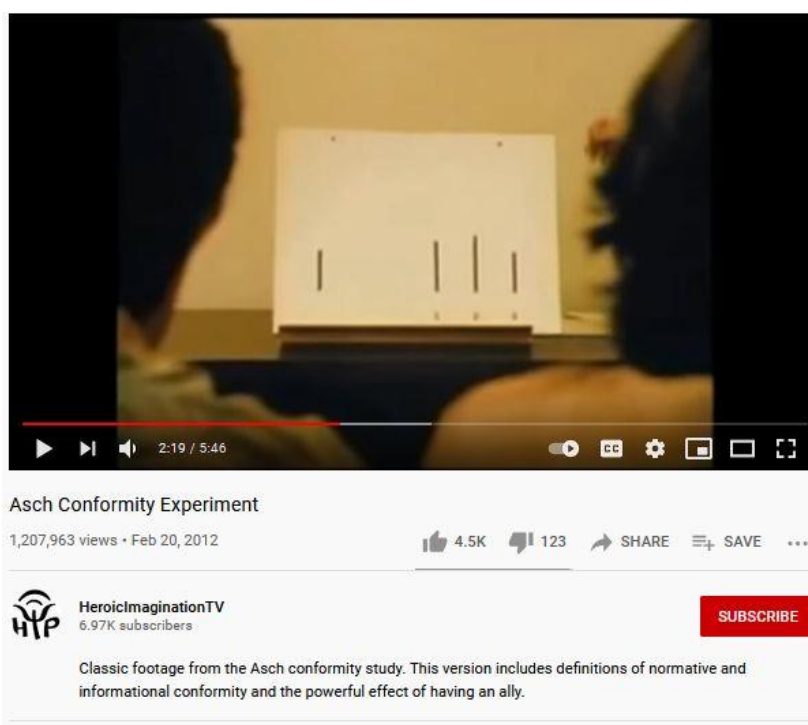 2:19 / 5:46
CC
Asch Conformity Experiment
1,207,963 views • Feb 20, 2012
4.5K
123
SHARE
SAVE
HIP
HeroicImaginationTV
6.97K subscribers
SUBSCRIBE
Classic footage from the Asch conformity study. This version includes definitions of normative and
informational conformity and the powerful effect of having an ally.